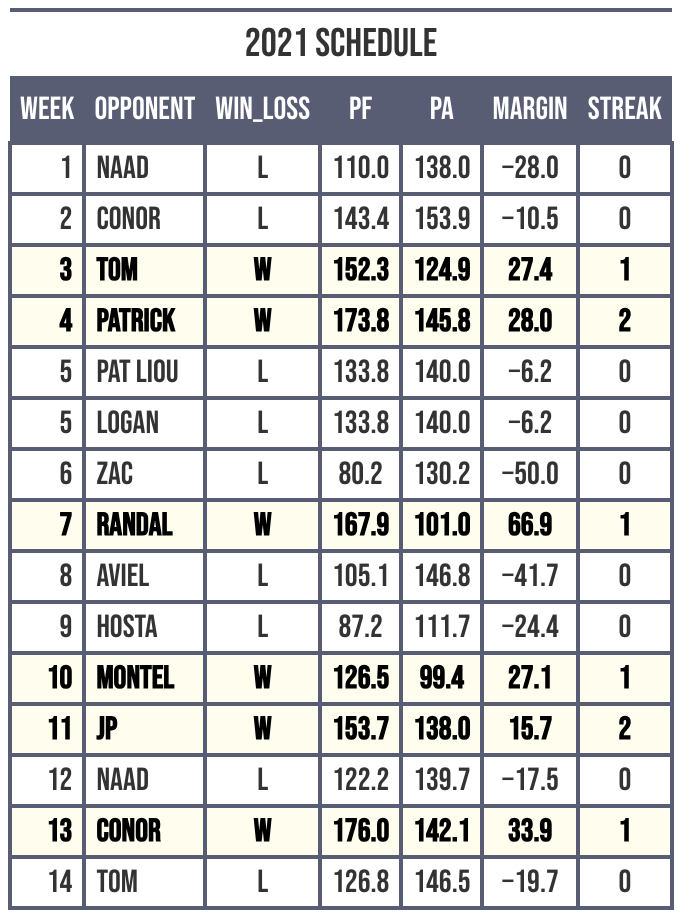 2021 SCHEDULE
WEEK OPPONENT WIN_LOSS PF PA MARGIN STREAK
1 NAAD L 110.0 138.0 −28.0 0
2 CONOR L 143.4 153.9 −10.5 0
3 TOM W 152.3 124.9 27.4 1
4 PATRICK W 173.8 145.8 28.0 2
5 PAT LIOU L 133.8 140.0 −6.2 0
5 LOGAN L 133.8 140.0 −6.2 0
6 ZAC L 80.2 130.2 −50.0 0
7 RANDAL W 167.9 101.0 66.9 1
8 AVIEL L 105.1 146.8 −41.7 0
9 HOSTA L 87.2 111.7 −24.4 0
10 MONTEL W 126.5 99.4 27.1 1
11 JP W 153.7 138.0 15.7 2
12 NAAD L 122.2 139.7 −17.5 0
13 CONOR W 176.0 142.1 33.9 1
14 TOM L 126.8 146.5 −19.7 0